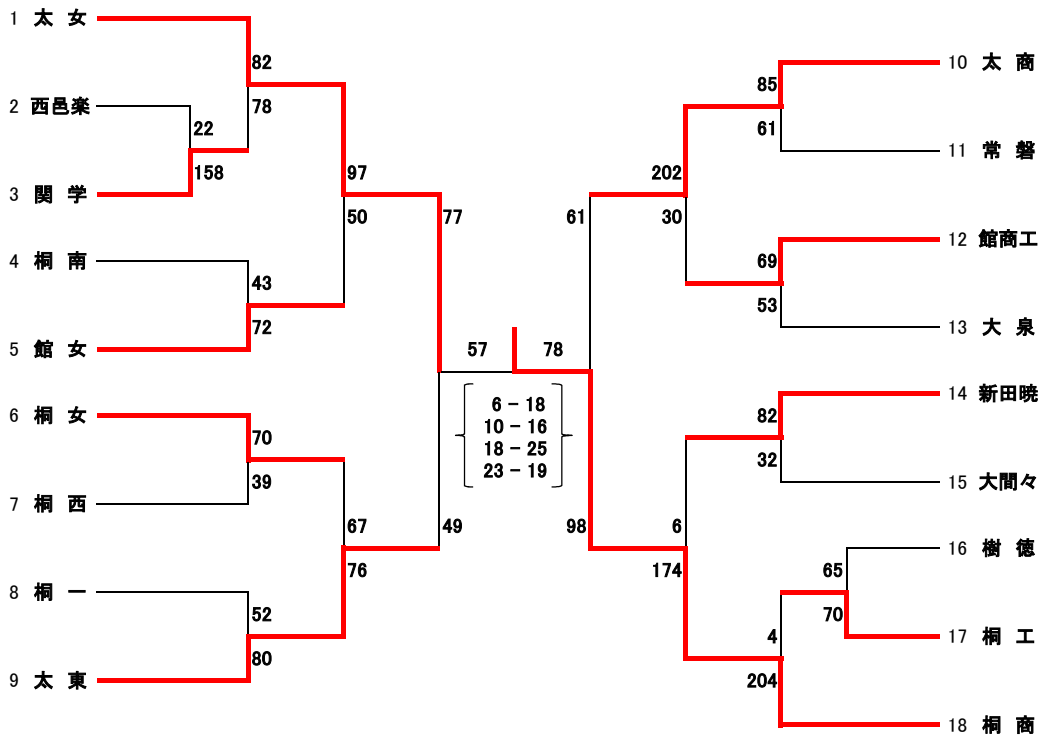 1 太 女
82
2 西邑楽
78
22
158
3 関 学
97
50
4 桐 南
43
72
5 館 女
77
6 桐 女
70
39
7 桐 西
67
76
49
8 桐 一
52
80
9 太 東
57
78
6 － 18
10 － 16
18 － 25
23 － 19
10 太 商
85
61
11 常 磐
202
30
61
12 館商工
69
53
13 大 泉
14 新田暁
82
32
15 大間々
98
6
174
16 樹 徳
65
70
17 桐 工
4
204
18 桐 商